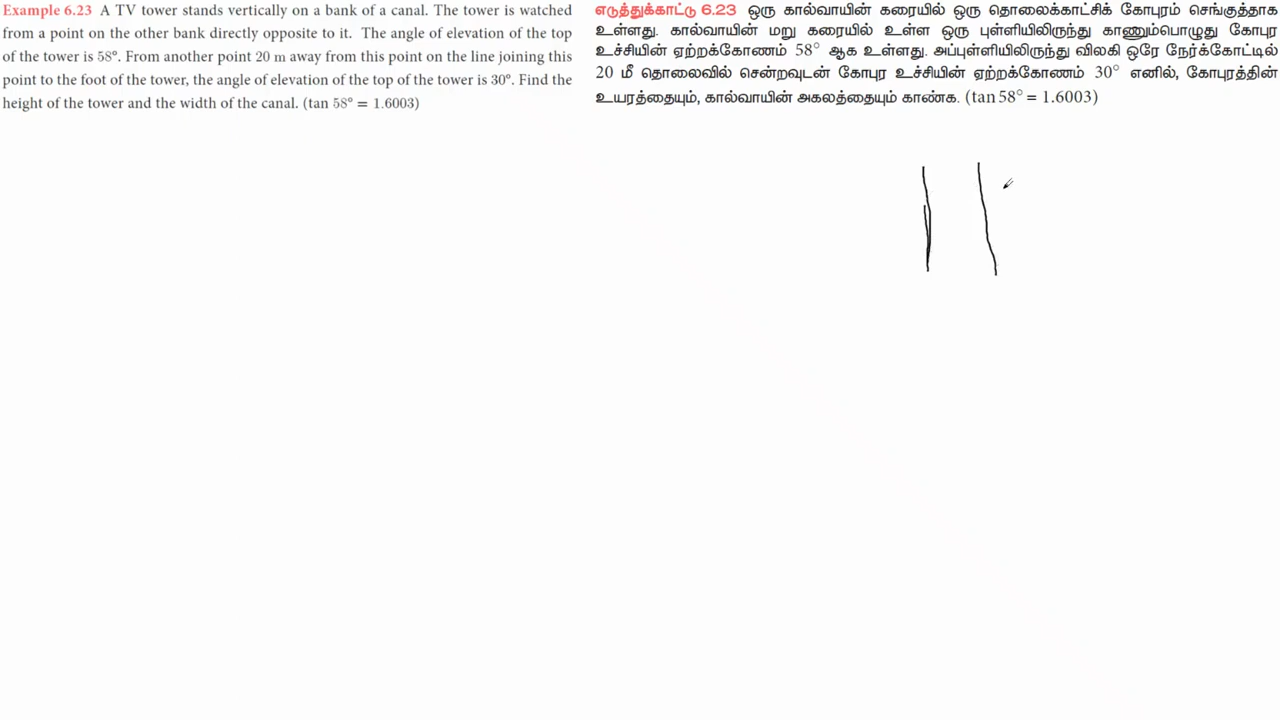 Example 6.23 A TV tower stands vertically on a bank of a canal. The tower is watched
from a point on the other bank directly opposite to it. The angle of elevation of the top
of the tower is 58°. From another point 20 m away from this point on the line joining this
point to the foot of the tower, the angle of elevation of the top of the tower is 30°. Find the
height of the tower and the width of the canal. (tan 58° = 1.6003)
எடுத்துக்காட்டு 6.23 ஒரு கால்வாயின் கரையில் ஒரு தொலைக்காட்சிக் கோபுரம் செங்குத்தாக
உள்ளது. கால்வாயின் மறு கரையில் உள்ள ஒரு புள்ளியிலிருந்து காணும்பொழுது கோபுர
உச்சியின் ஏற்றக்கோணம் 58° ஆக உள்ளது. அப்புள்ளியிலிருந்து விலகி ஒரே நேர்க்கோட்டில்
20 மீ தொலைவில் சென்றவுடன் கோபுர உச்சியின் ஏற்றக்கோணம் 30° எனில், கோபுரத்தின்
உயரத்தையும், கால்வாயின் அகலத்தையும் காண்க. (tan 58° = 1.6003)